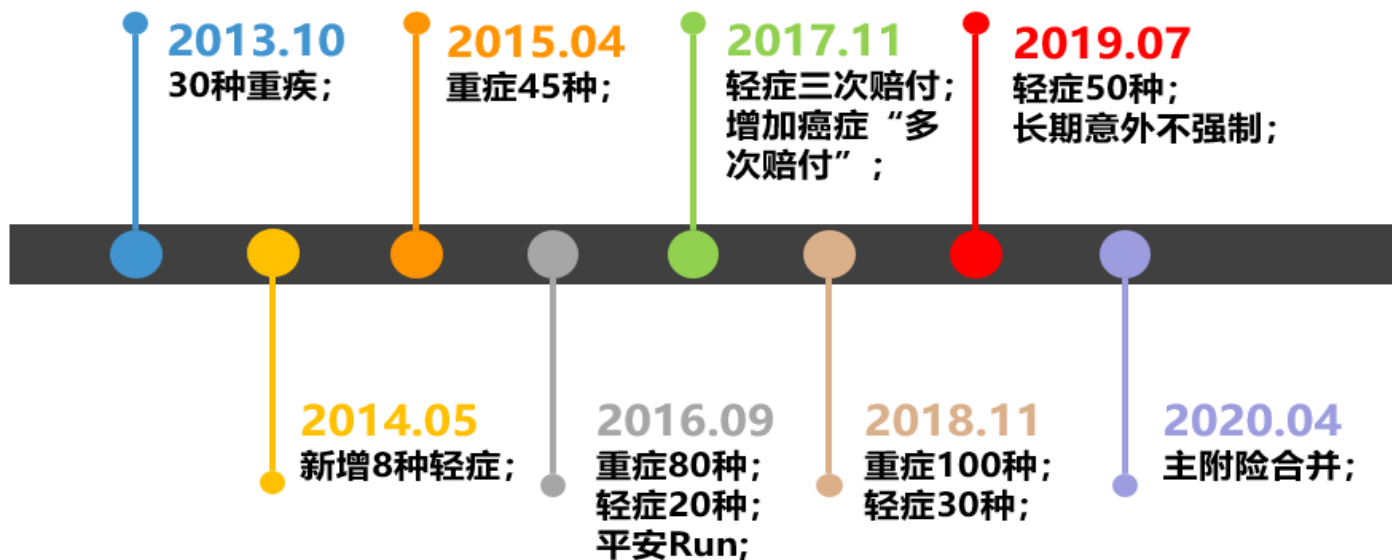 2013.10
30种重疾；
2015.04
重症45种；
2017.11
轻症三次赔付；
增加癌症“多
次赔付”；
2019.07
轻症50种；
长期意外不强制；
2014.05
新增8种轻症；
2016.09
重症80种；
轻症20种；
平安Run;
2018.11
重症100种；
轻症30种；
2020.04
主附险合并；